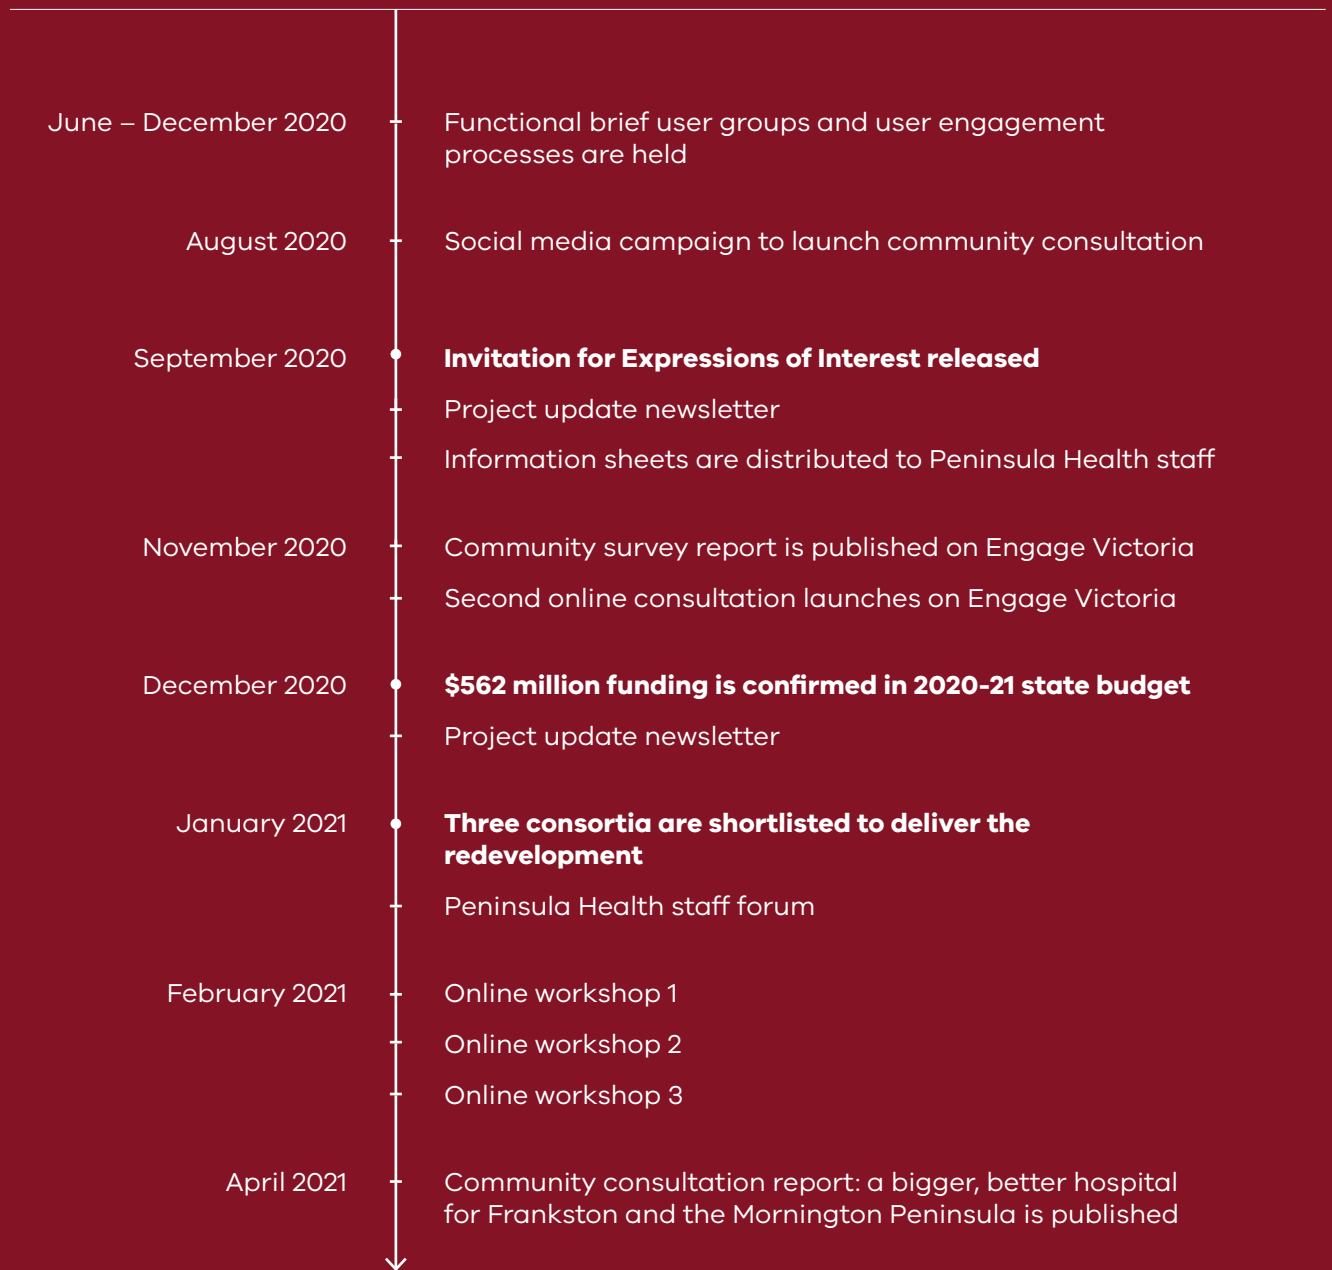 June – December 2020
Functional brief user groups and user engagement
processes are held
August 2020
Social media campaign to launch community consultation
September 2020
Invitation for Expressions of Interest released
Project update newsletter
Information sheets are distributed to Peninsula Health staff
November 2020
Community survey report is published on Engage Victoria
Second online consultation launches on Engage Victoria
December 2020
$562 million funding is confirmed in 2020-21 state budget
Project update newsletter
January 2021
Three consortia are shortlisted to deliver the
redevelopment
Peninsula Health staff forum
February 2021
Online workshop 1
Online workshop 2
Online workshop 3
April 2021
Community consultation report: a bigger, better hospital
for Frankston and the Mornington Peninsula is published